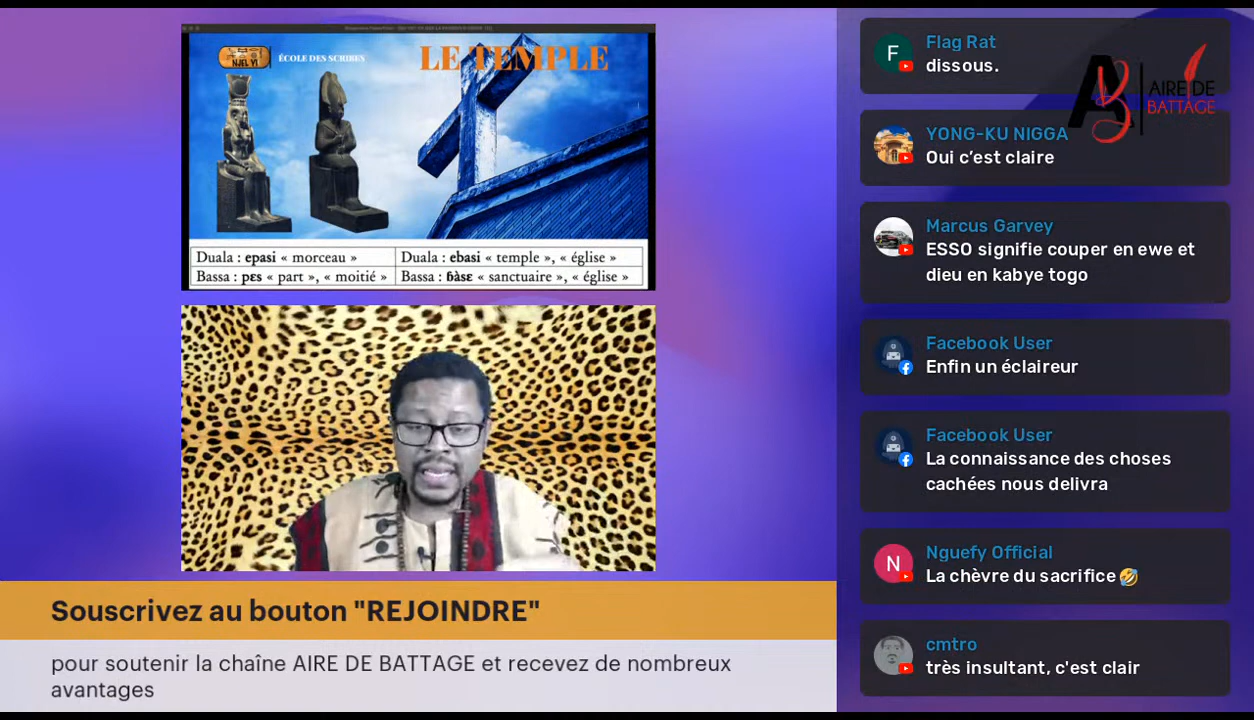 NJEL YI
ÉCOLE DES SCRIBES
LE TEMPLE
Duala : epasi « morceau »
Duala : ebasi « temple », « église »
Bassa : pɛs « part », « moitié »
Bassa : ɓàsɛ « sanctuaire », « église »
Souscrivez au bouton "REJOINDRE"
pour soutenir la chaîne AIRE DE BATTAGE et recevez de nombreux
avantages
F
Flag Rat
dissous.
AIRE DE
BATTAGE
YONG-KU NIGGA
Oui c’est claire
Marcus Garvey
ESSO signifie couper en ewe et
dieu en kabye togo
Facebook User
Enfin un éclaireur
Facebook User
La connaissance des choses
cachées nous delivra
N
Nguefy Official
La chèvre du sacrifice 🤣
cmtro
très insultant, c'est clair